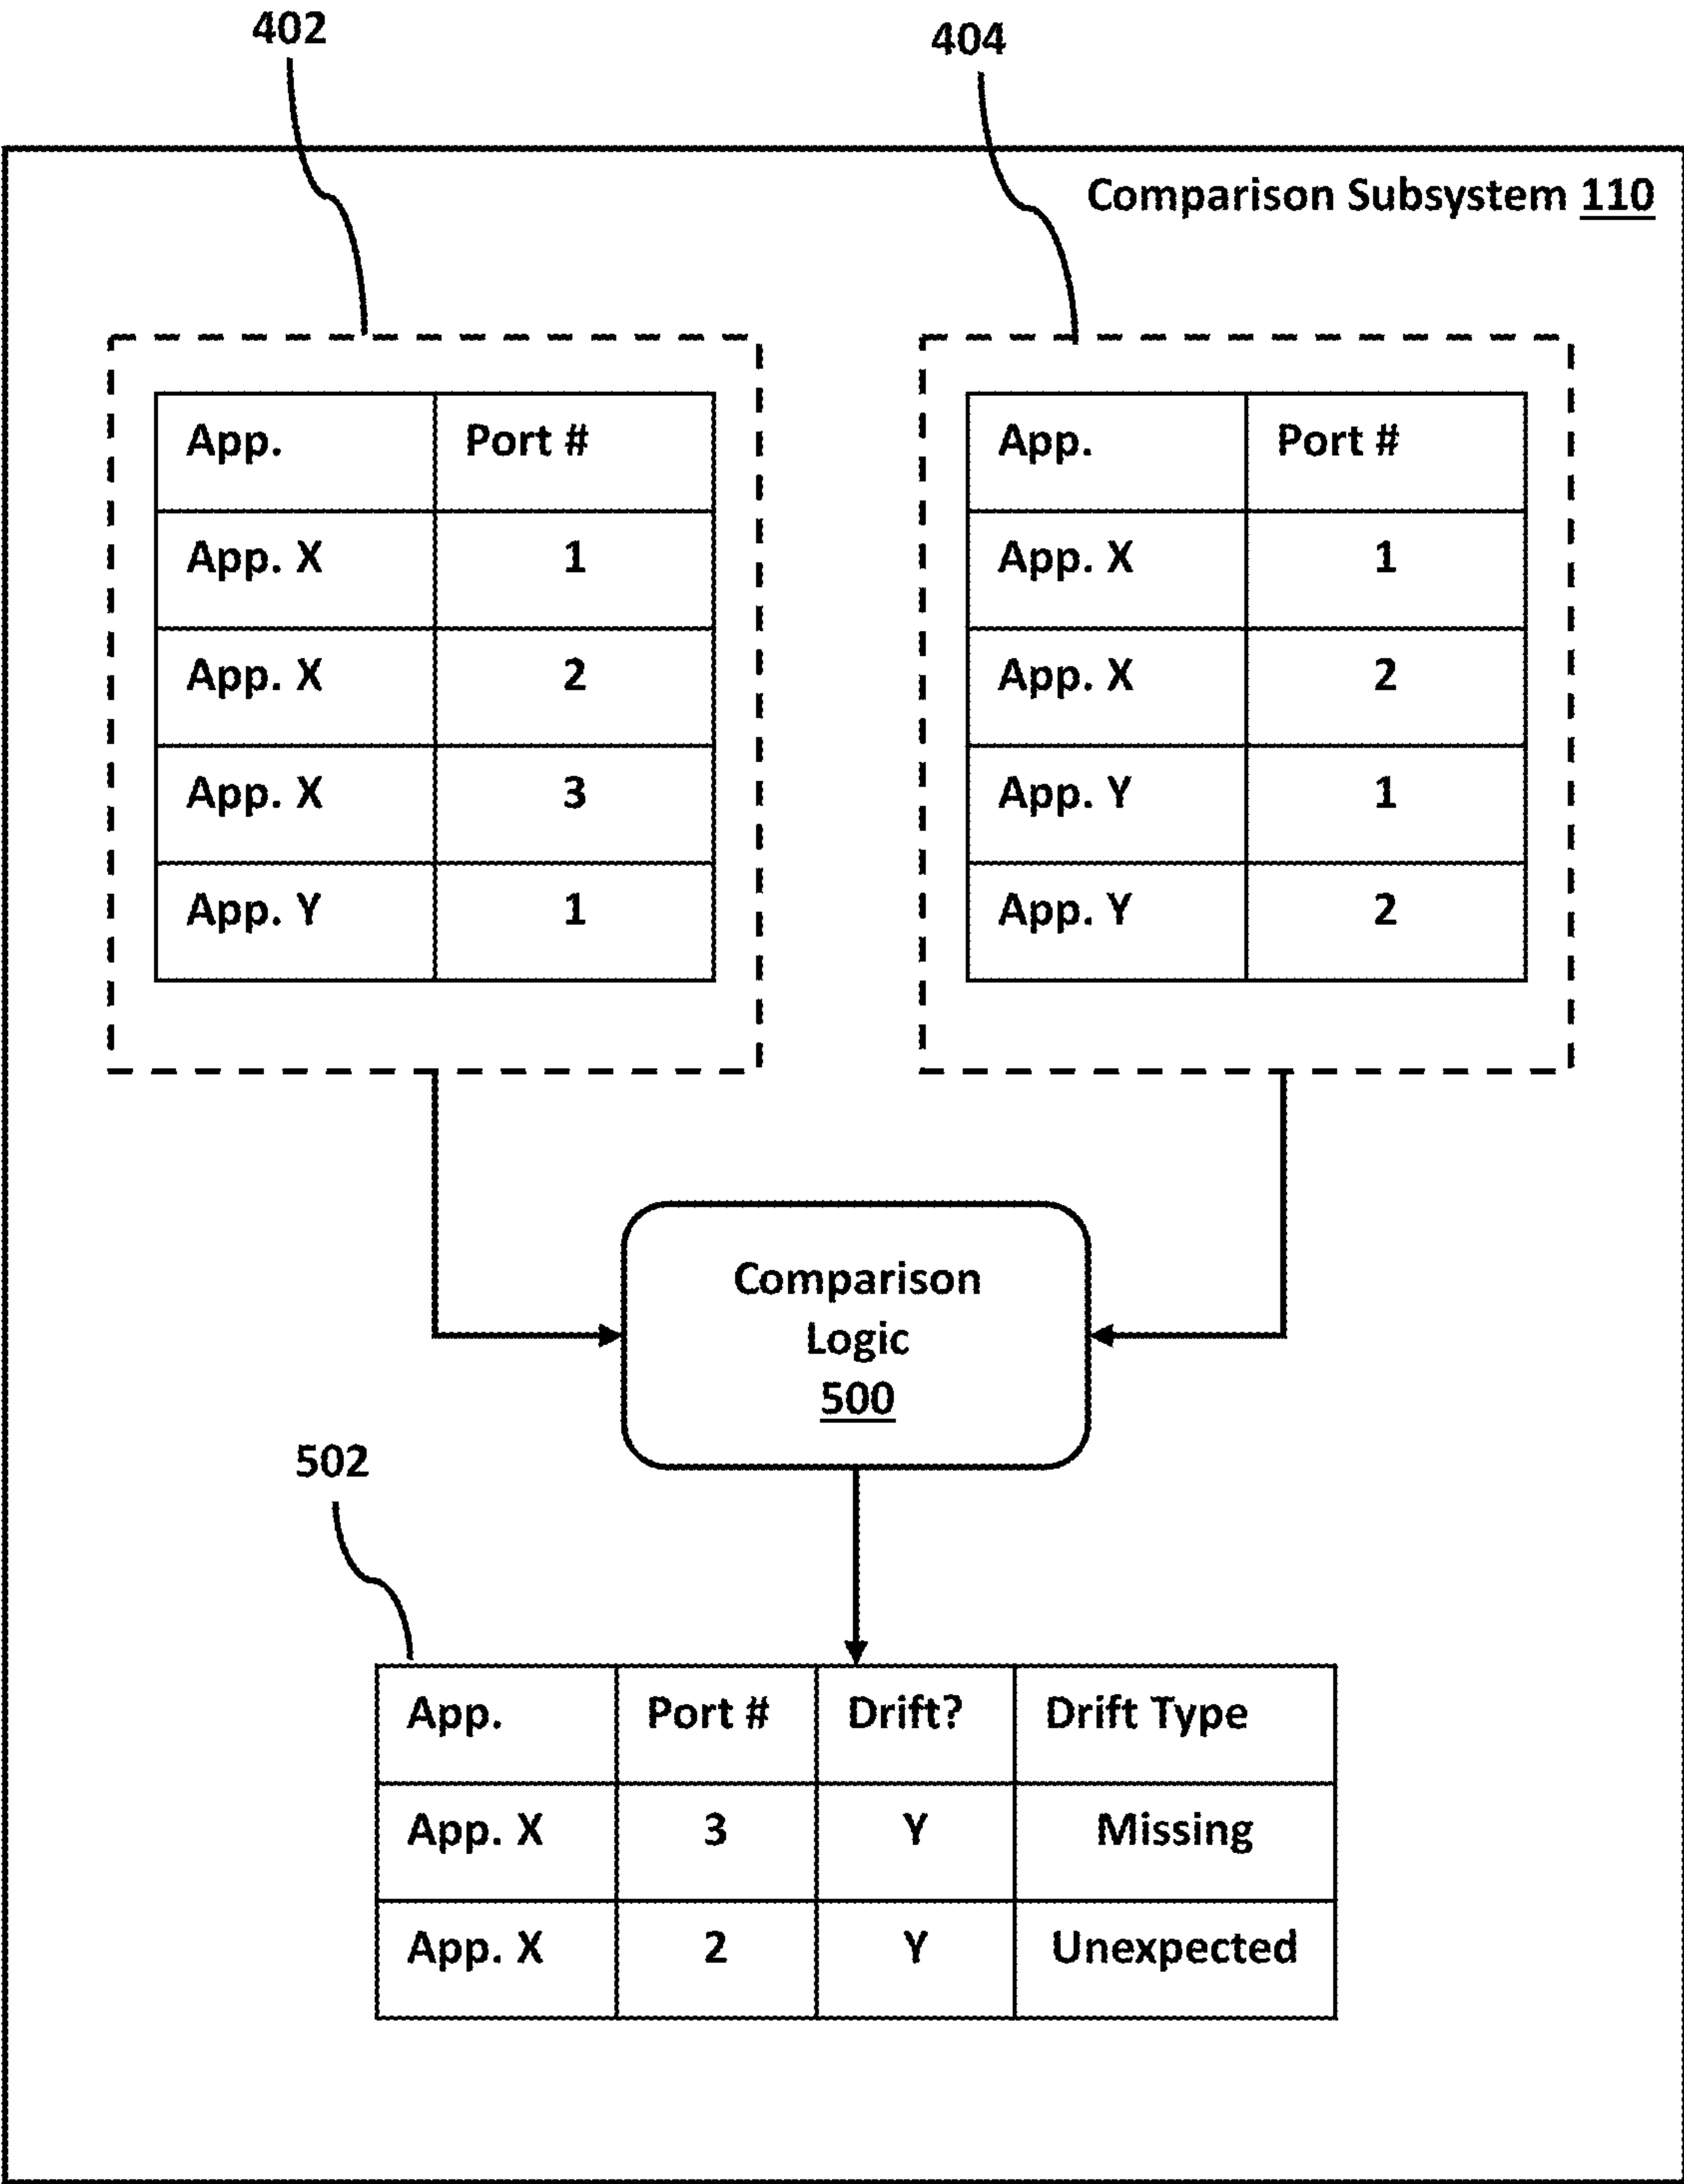 402
404
Comparison Subsystem 110
App. Port #
App. X 1
App. X 2
App. X 3
App. Y 1
App. Port #
App. X 1
App. X 2
App. Y 1
App. Y 2
Comparison
Logic
500
502
App. Port # Drift? Drift Type
App. X 3 Y Missing
App. X 2 Y Unexpected